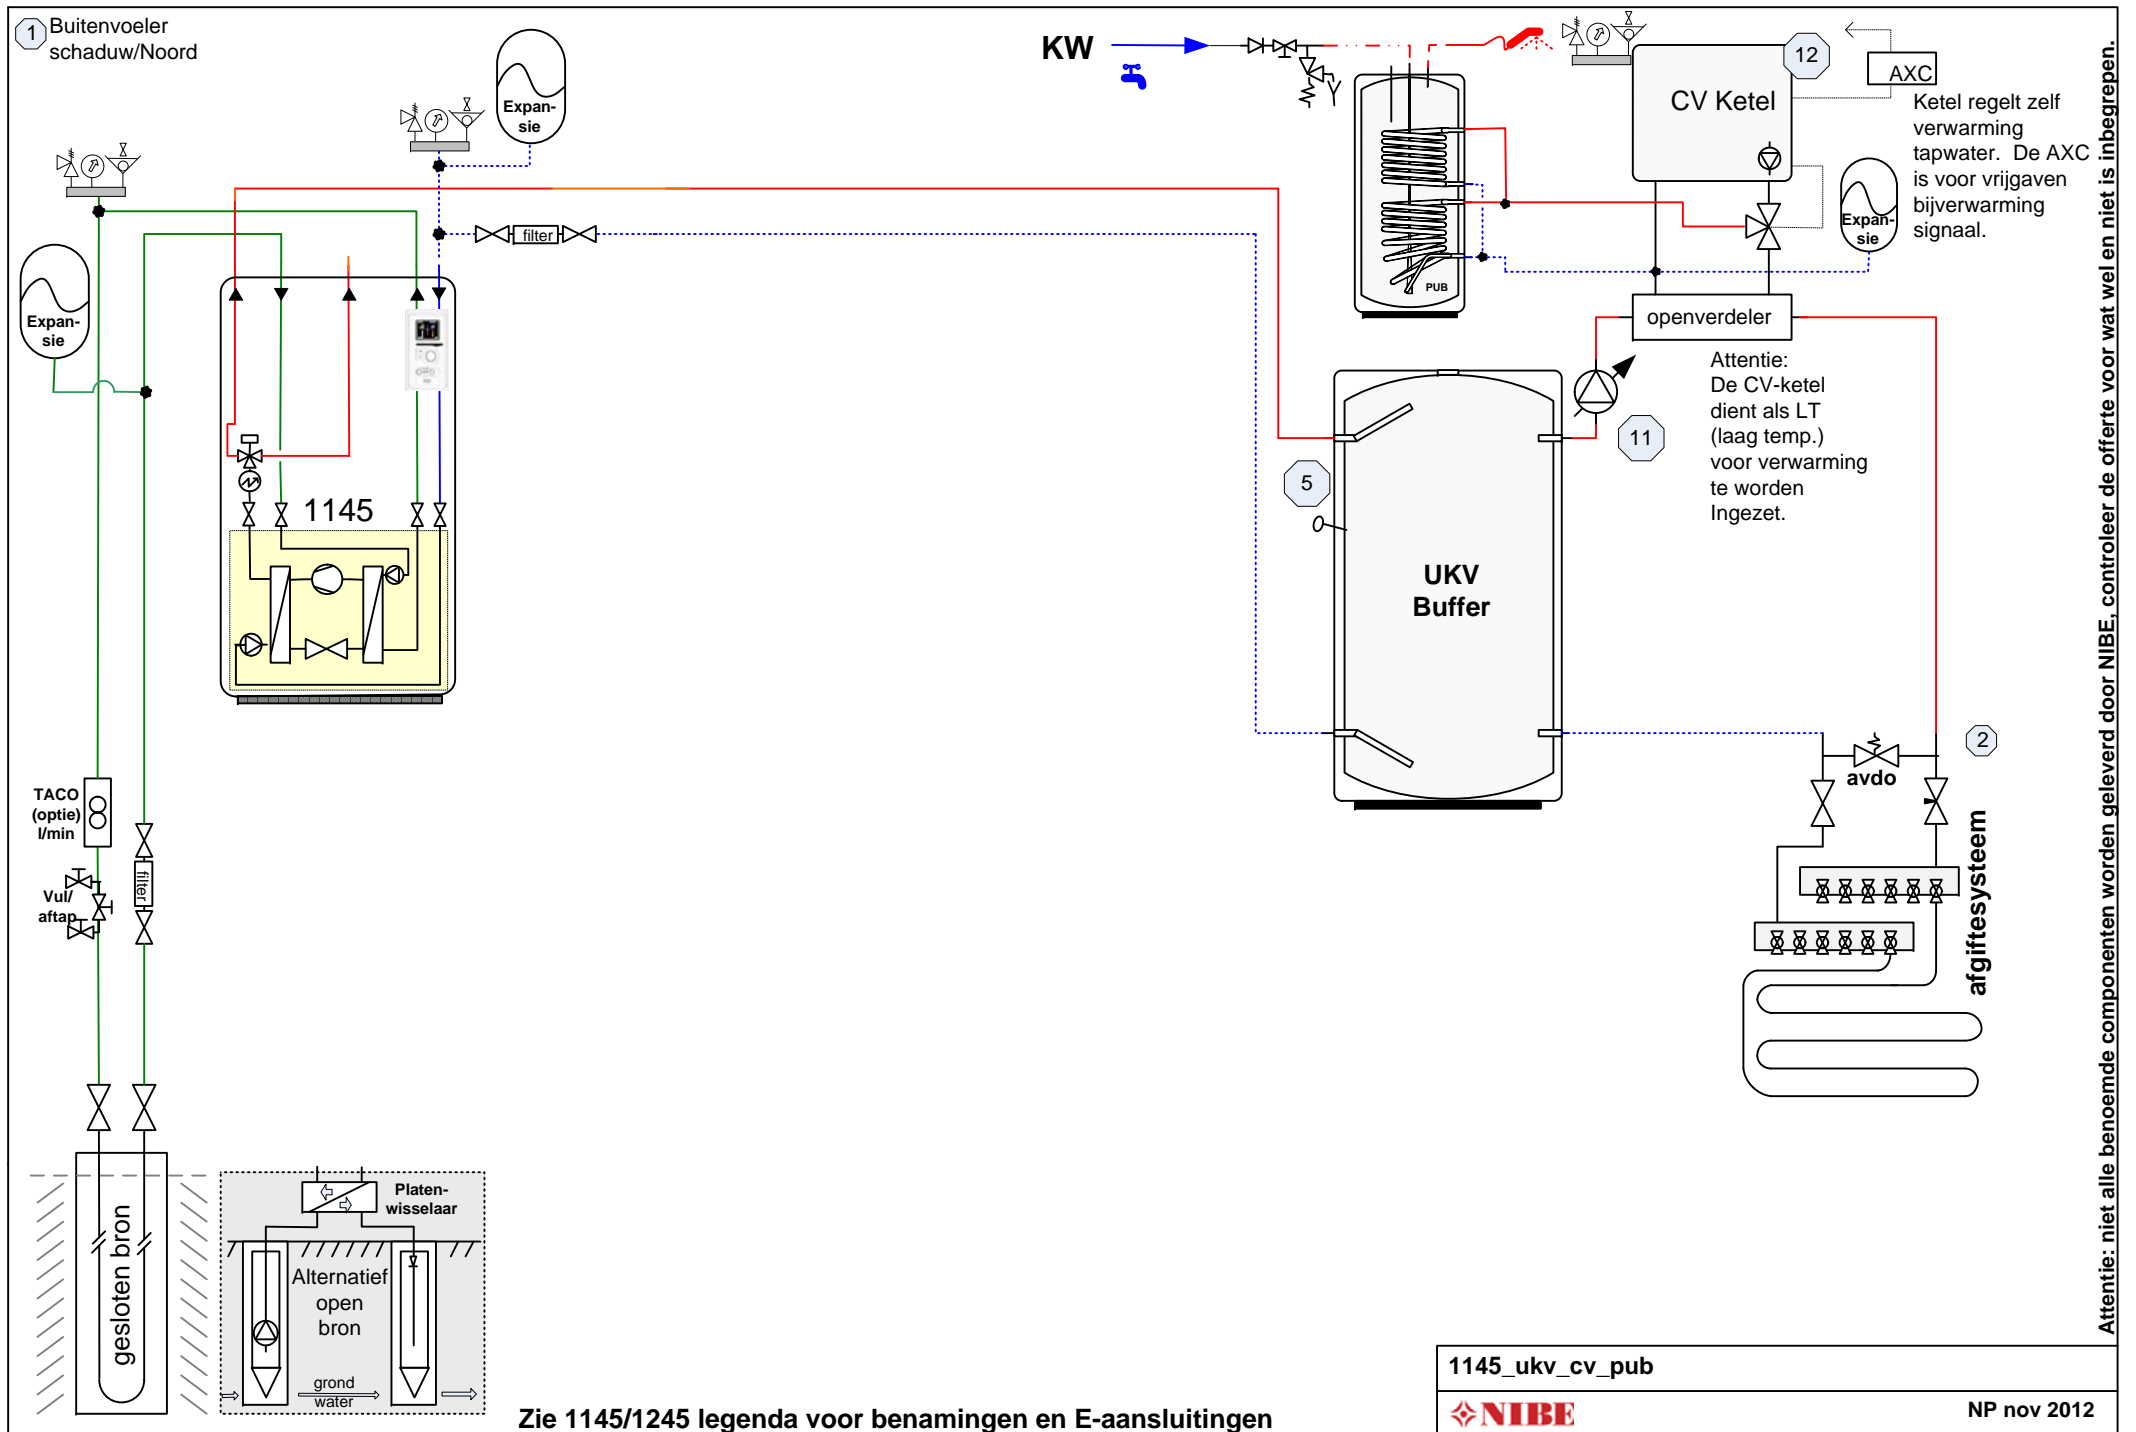 1
Buitenvoeler
schaduw/Noord
Expan-
sie
KW
12
CV Ketel
AXC
Ketel regelt zelf
verwarming
tapwater. De AXC
is voor vrijgaven
bijverwarming
signaal.
Expan-
sie
filter
PUB
Expan-
sie
openverdeler
Attentie:
De CV-ketel
dient als LT
(laag temp.)
voor verwarming
te worden
Ingezet.
11
5
1145
UKV
Buffer
2
avdo
TACO
(optie)
l/min
Vul/
aftap
filter
afgiftesysteem
gesloten bron
Platen-
wisselaar
Alternatief
open
bron
grond
water
Zie 1145/1245 legenda voor benamingen en E-aansluitingen
1145_ukv_cv_pub
NIBE
NP nov 2012
Attentie: niet alle benoemde componenten worden geleverd door NIBE, controleer de offerte voor wat wel en niet is inbegrepen.